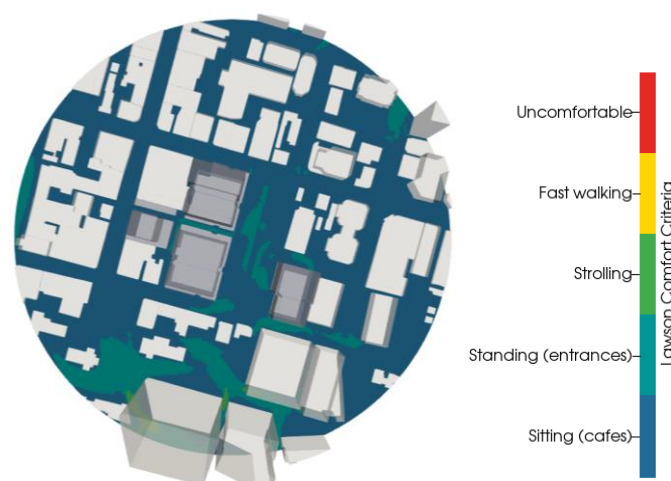 Uncomfortable
Fast walking
Strolling
Standing (entrances)
Sitting (cafes)
Lawson Comfort Criteria